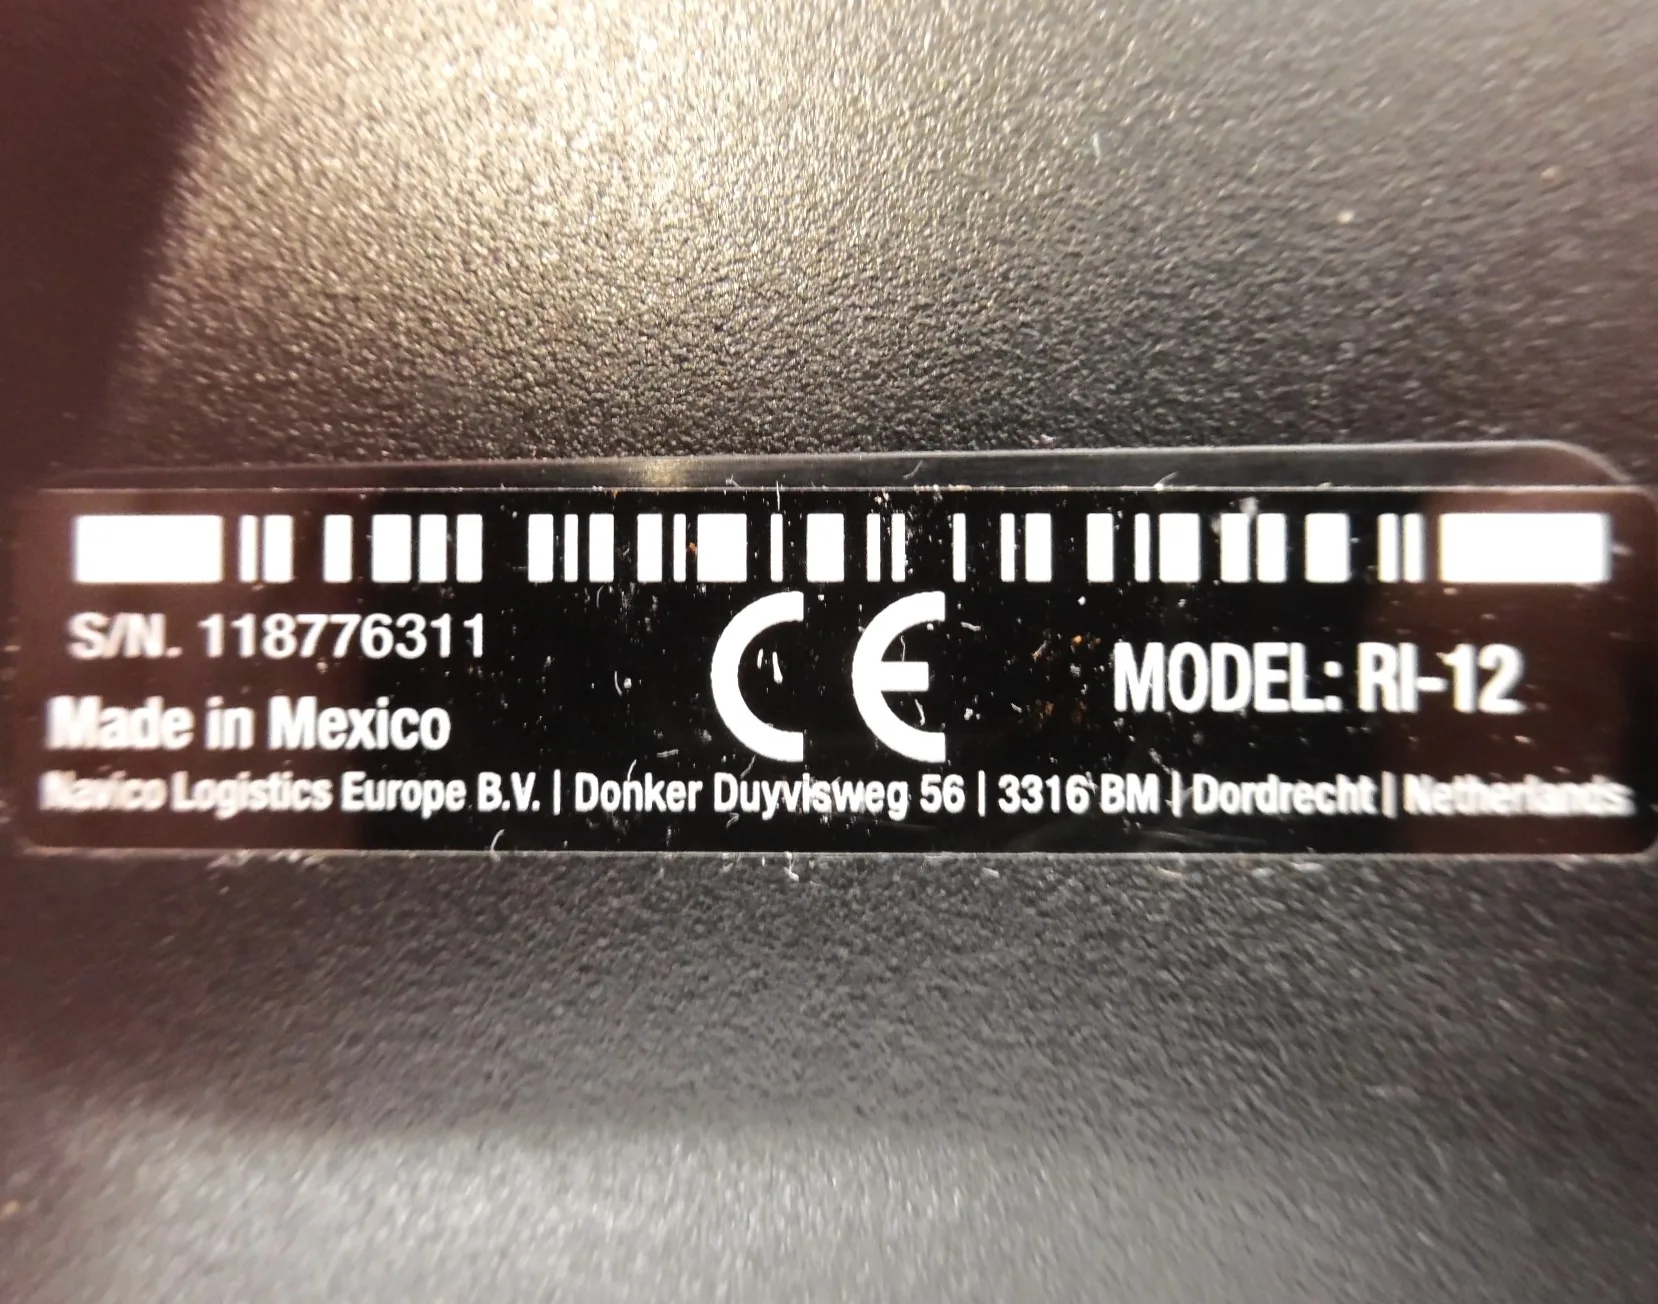 S/N. 118776311
CE
MODEL: RI-12
Made in Mexico
Navico Logistics Europe B.V. | Donker Duyvisweg 56 | 3316 BM | Dordrecht | Netherlands